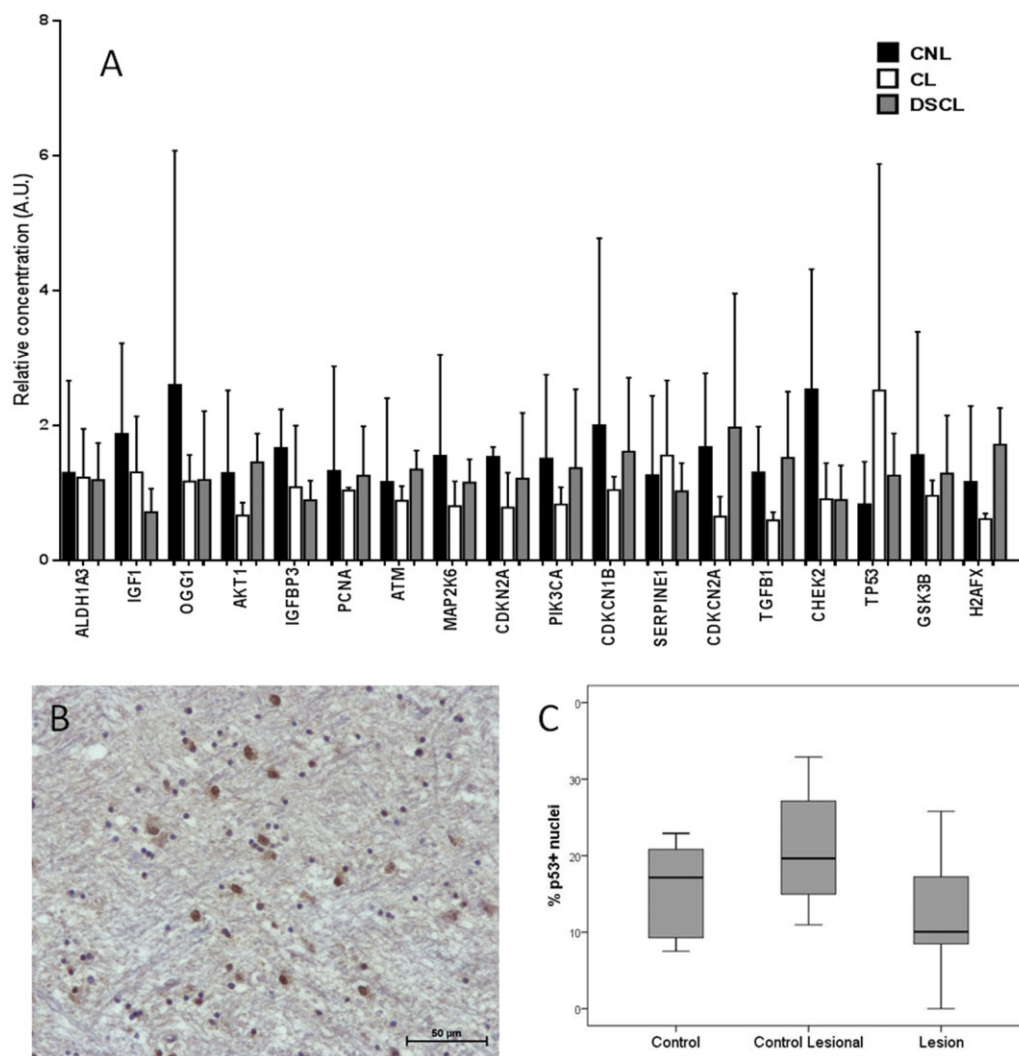 8
A
CNL
CL
DSCL
6
4
2
0
Relative concentration (A.U.)
ALDH1A3
IGF1
OGG1
AKT1
IGFBP3
PCNA
ATM
MAP2K6
CDKN2A
PIK3CA
CDKCN1B
SERPINE1
CDKCN2A
TGFB1
CHEK2
TP53
GSK3B
H2AFX
B
50 µm
C
0
30
20
10
0
% p53+ nuclei
Control
Control Lesional
Lesion